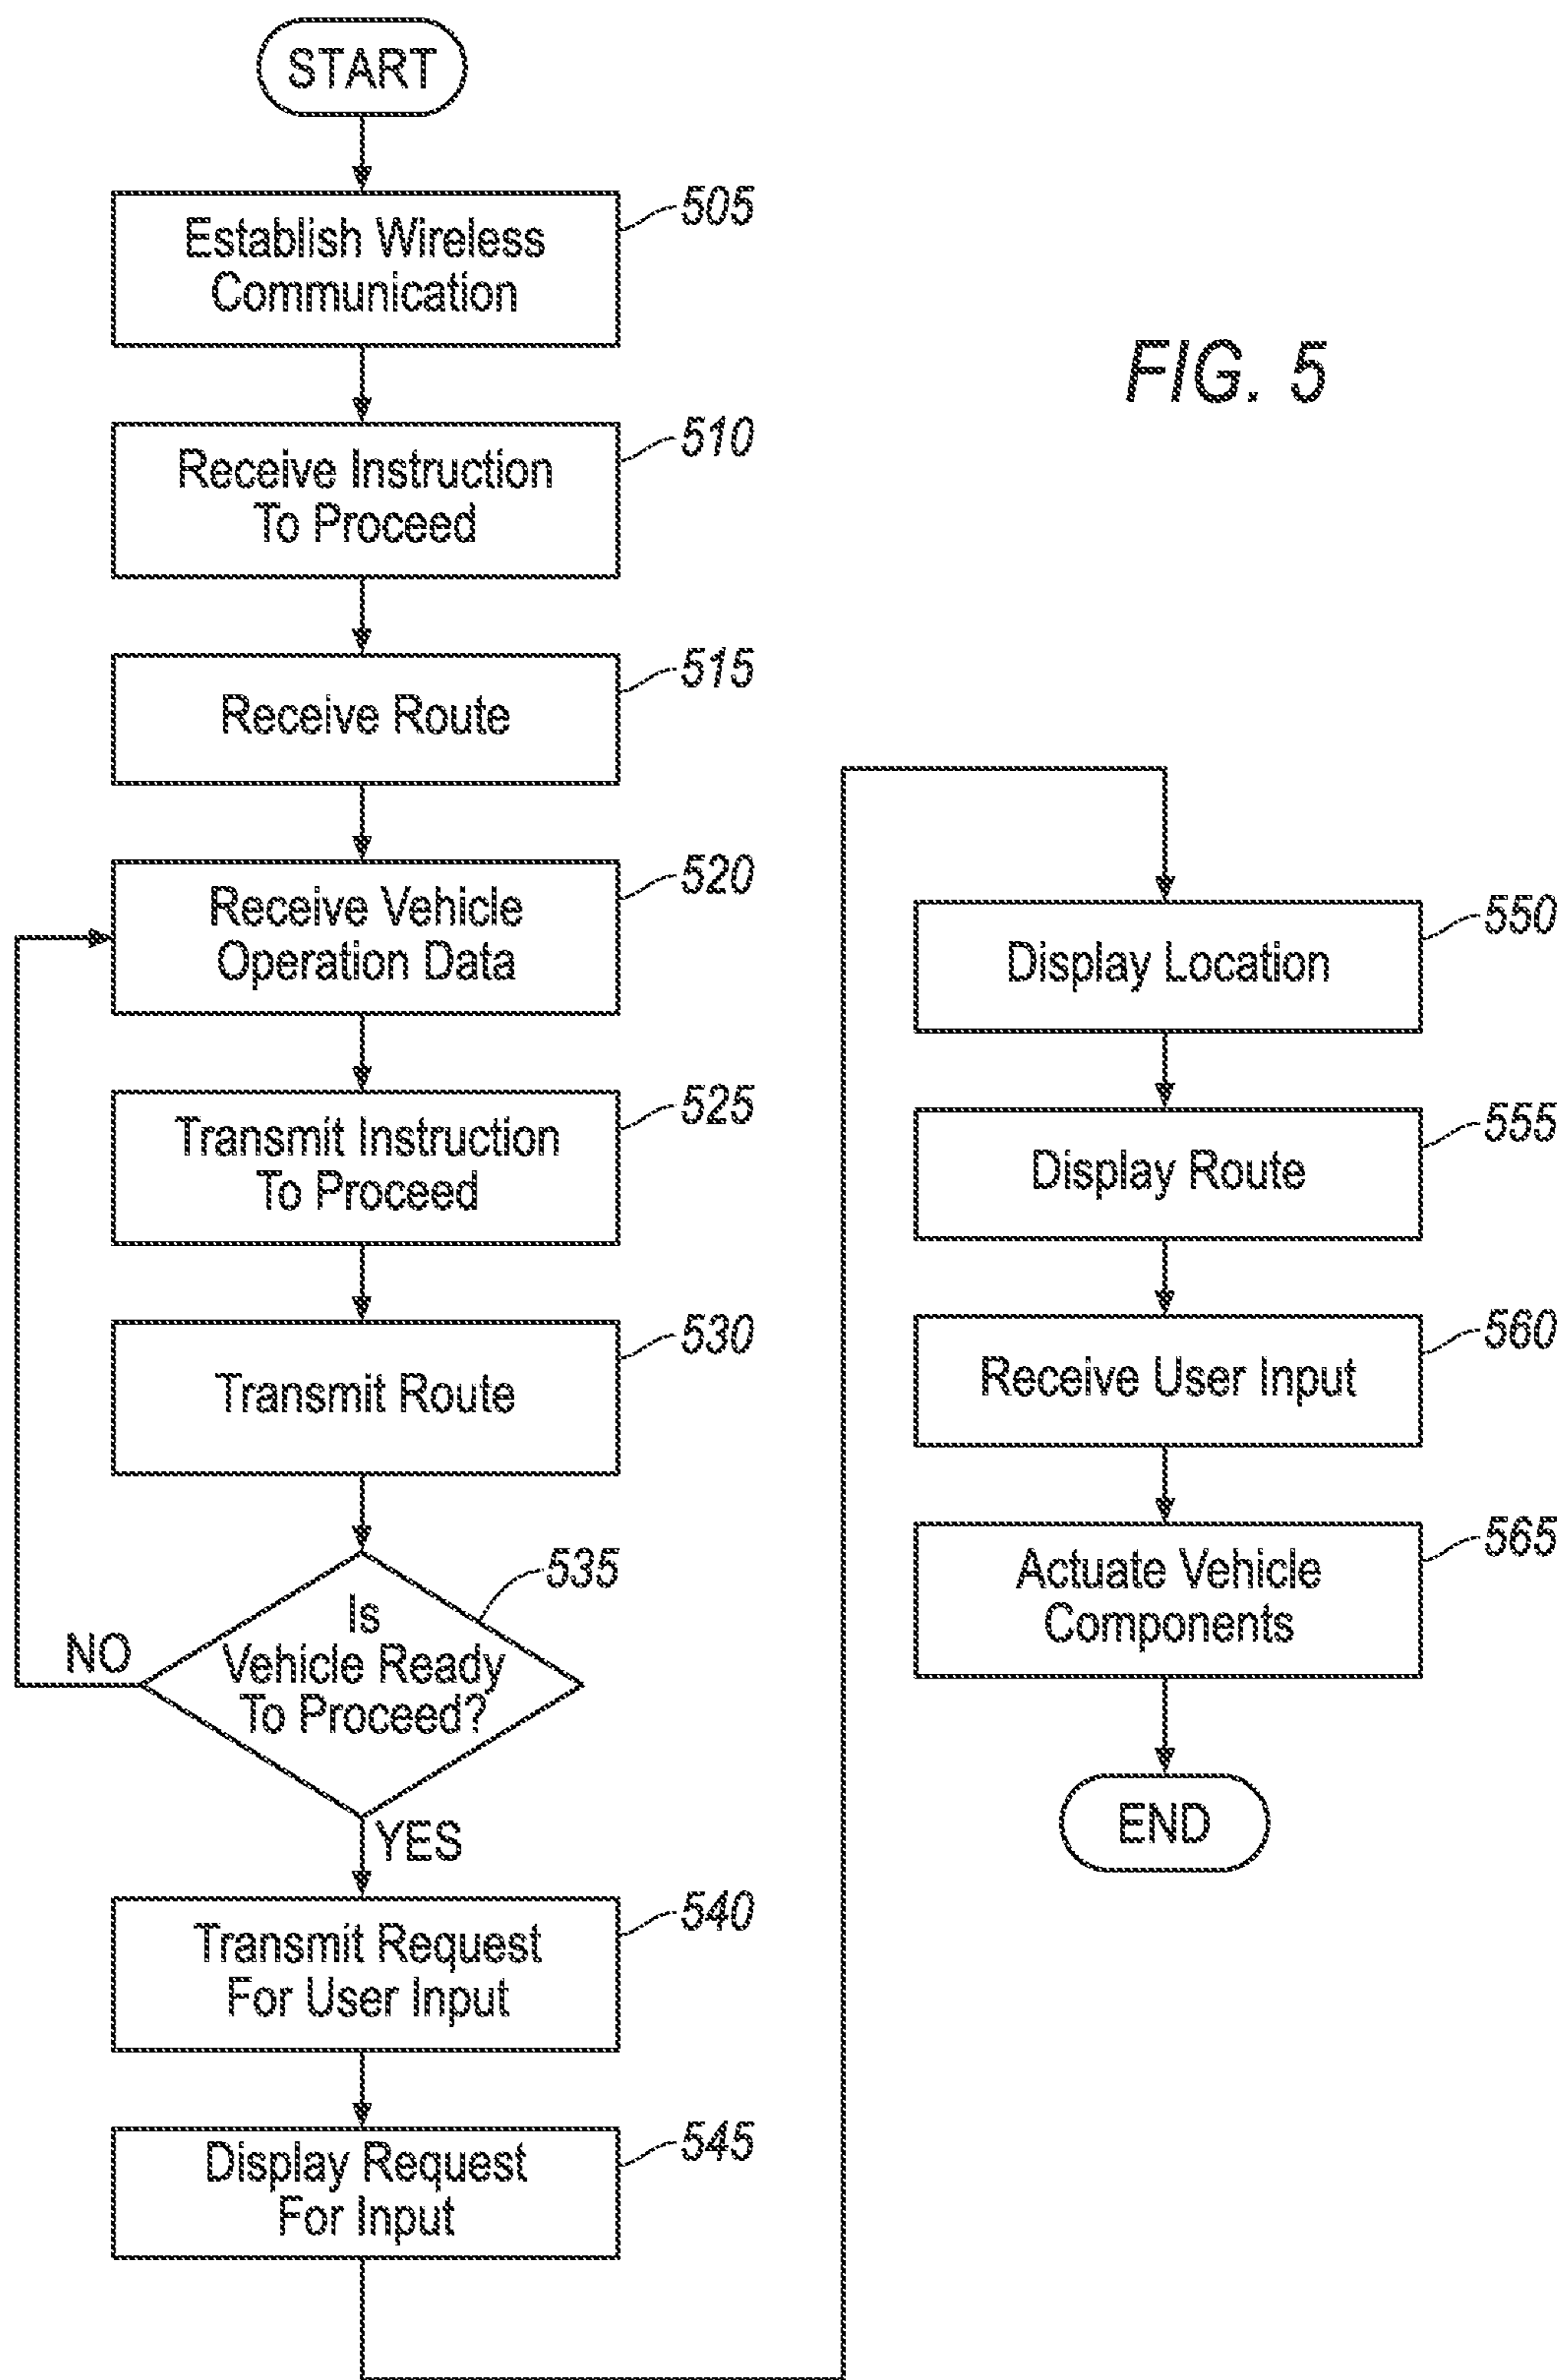 START
Establish Wireless
Communication
505
Receive Instruction
To Proceed
510
Receive Route
515
Receive Vehicle
Operation Data
520
Transmit Instruction
To Proceed
525
Transmit Route
530
Is
Vehicle Ready
To Proceed?
535
NO
YES
Transmit Request
For User Input
540
Display Request
For Input
545
FIG. 5
Display Location
550
Display Route
555
Receive User Input
560
Actuate Vehicle
Components
565
END